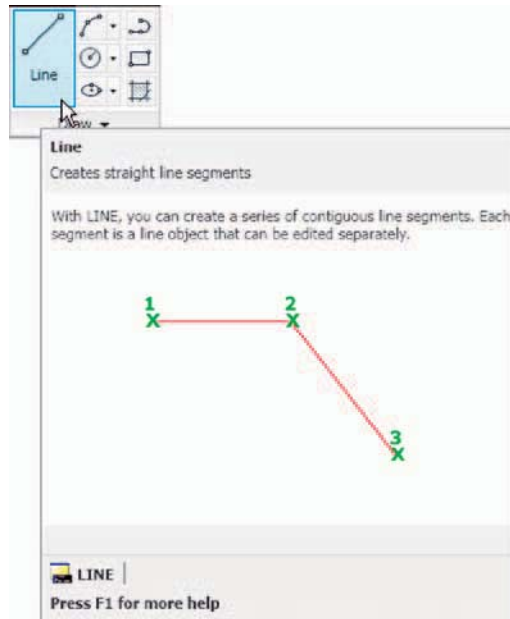 Line
Draw
Line
Creates straight line segments
With LINE, you can create a series of contiguous line segments. Each
segment is a line object that can be edited separately.
1
2
3
LINE
Press F1 for more help